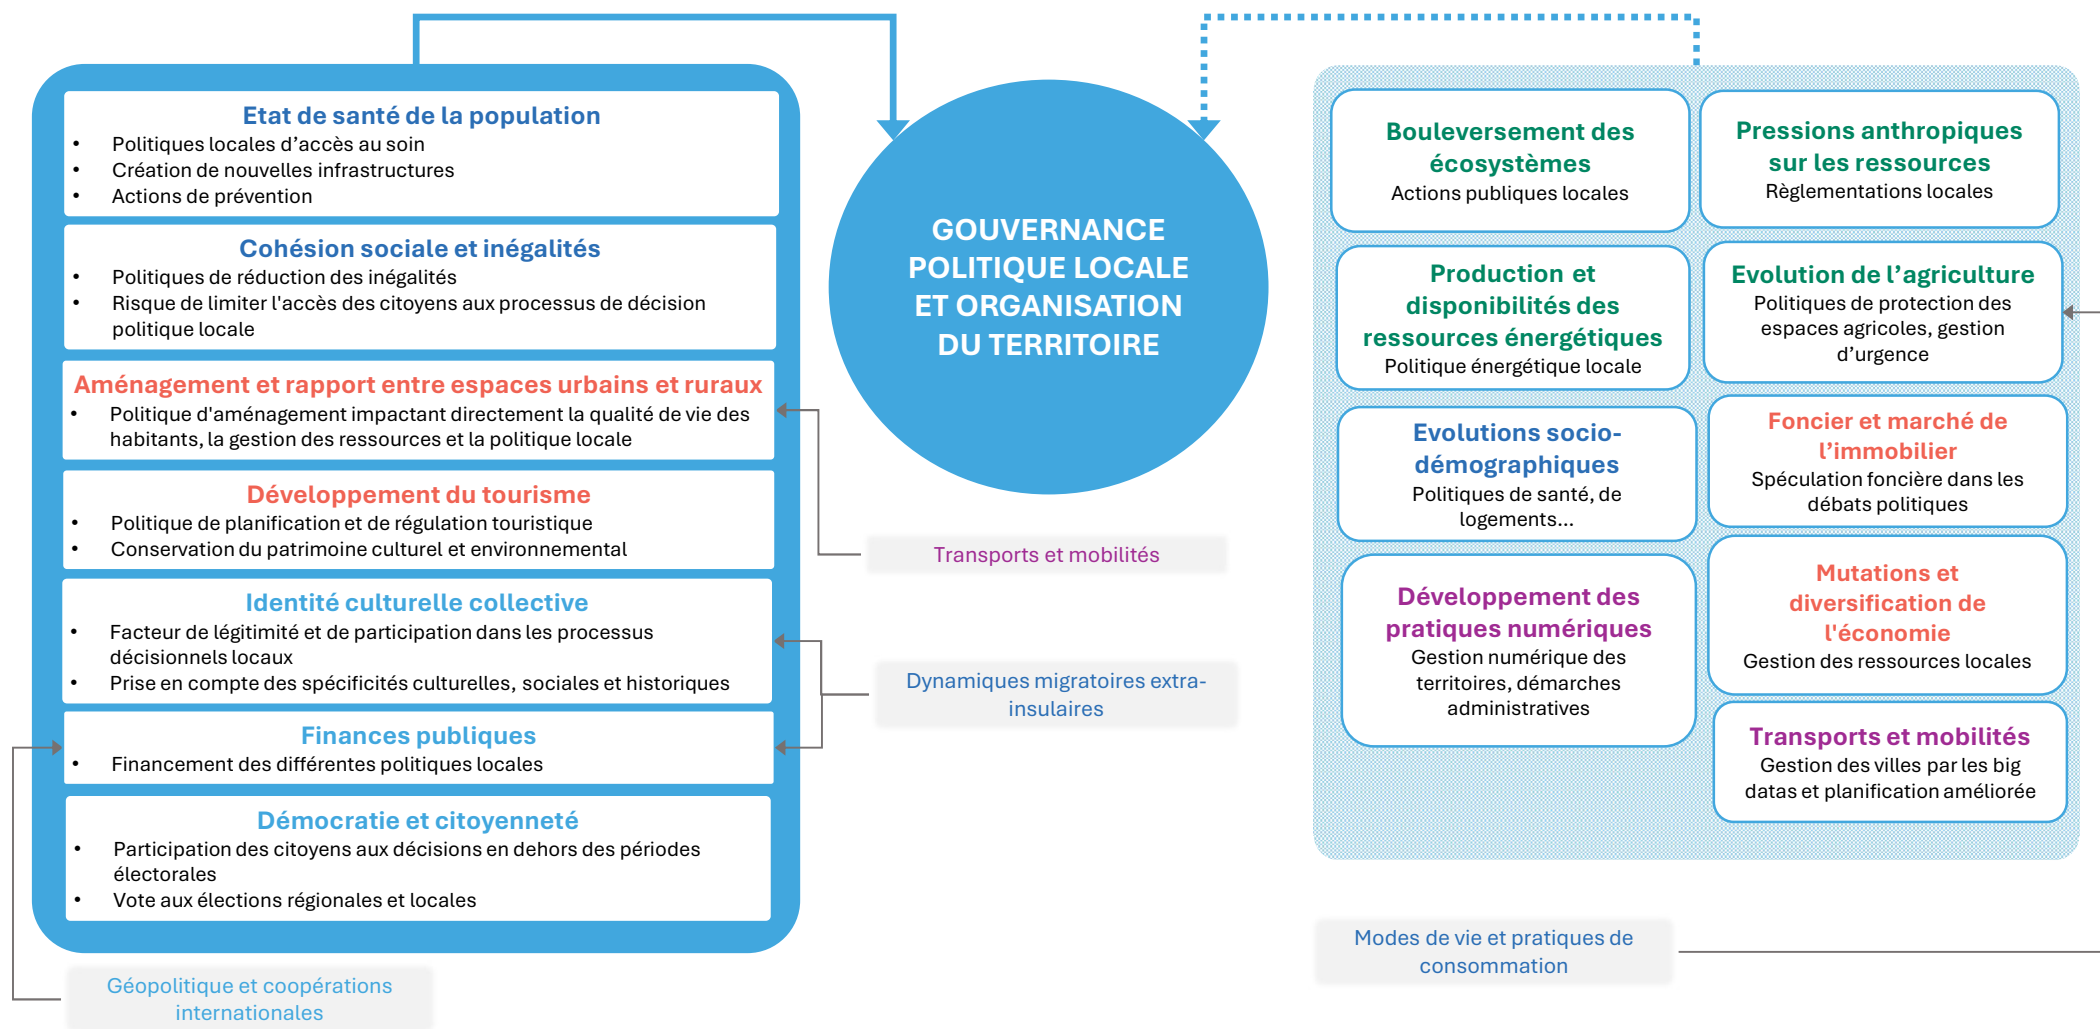 Etat de santé de la population
• Politiques locales d’accès au soin
• Création de nouvelles infrastructures
• Actions de prévention
Cohésion sociale et inégalités
• Politiques de réduction des inégalités
• Risque de limiter l'accès des citoyens aux processus de décision
politique locale
Aménagement et rapport entre espaces urbains et ruraux
• Politique d'aménagement impactant directement la qualité de vie des
habitants, la gestion des ressources et la politique locale
Développement du tourisme
• Politique de planification et de régulation touristique
• Conservation du patrimoine culturel et environnemental
Identité culturelle collective
• Facteur de légitimité et de participation dans les processus
décisionnels locaux
• Prise en compte des spécificités culturelles, sociales et historiques
Finances publiques
• Financement des différentes politiques locales
Démocratie et citoyenneté
• Participation des citoyens aux décisions en dehors des périodes
électorales
• Vote aux élections régionales et locales
Géopolitique et coopérations
internationales
GOUVERNANCE
POLITIQUE LOCALE
ET ORGANISATION
DU TERRITOIRE
Transports et mobilités
Dynamiques migratoires extra-
insulaires
Bouleversement des
écosystèmes
Actions publiques locales
Pressions anthropiques
sur les ressources
Règlementations locales
Production et
disponibilités des
ressources énergétiques
Politique énergétique locale
Evolution de l’agriculture
Politiques de protection des
espaces agricoles, gestion
d’urgence
Evolutions socio-
démographiques
Politiques de santé, de
logements...
Foncier et marché de
l’immobilier
Spéculation foncière dans les
débats politiques
Développement des
pratiques numériques
Gestion numérique des
territoires, démarches
administratives
Mutations et
diversification de
l'économie
Gestion des ressources locales
Transports et mobilités
Gestion des villes par les big
datas et planification améliorée
Modes de vie et pratiques de
consommation